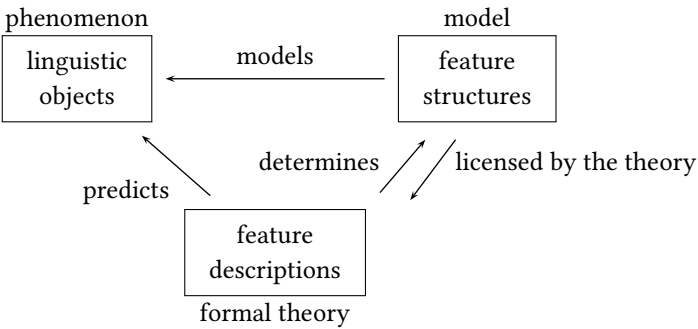 phenomenon
model
linguistic
objects
models
feature
structures
determines
licensed by the theory
predicts
feature
descriptions
formal theory